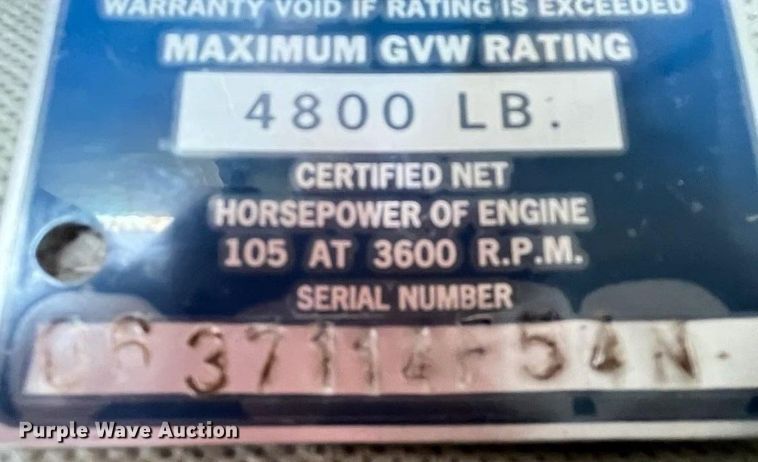 WARRANTY VOID IF RATING IS EXCEEDED
MAXIMUM GVW RATING
4800 LB.
CERTIFIED NET
HORSEPOWER OF ENGINE
105 AT 3600 R.P.M.
SERIAL NUMBER
Purple Wave Auction